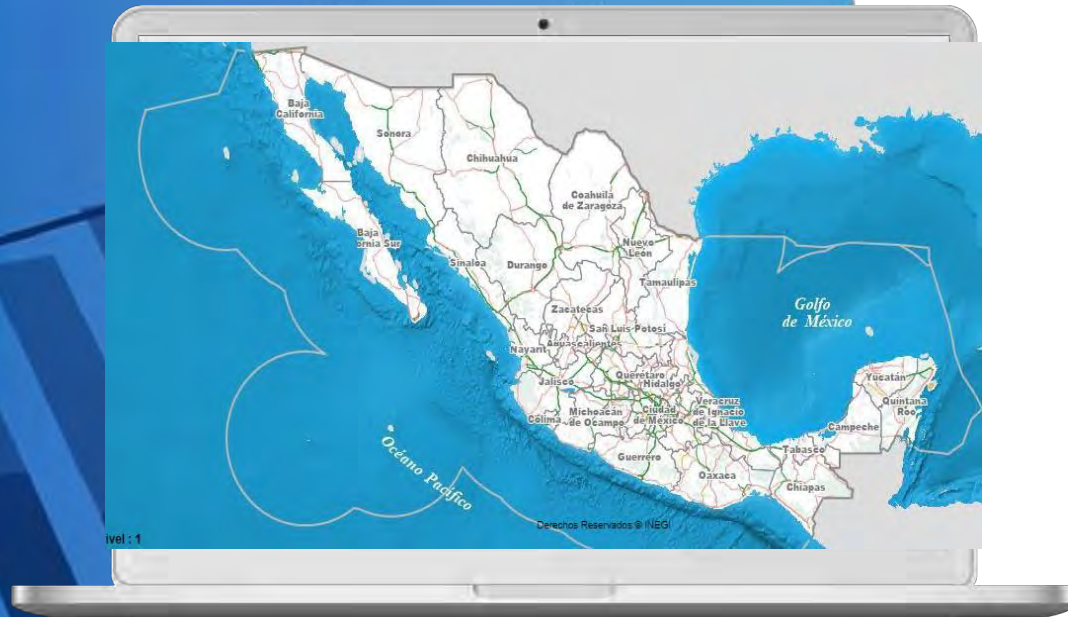 Baja
California
Sonora
Chihuahua
Coahuila
de Zaragoza
Baja
ornia Sur
Nuevo
León
Sinaloa
Durango
Tamaulipas
Zacatecas
San Luis Potosí
Aguascalientes
Nayarit
Golfo
de México
Querétaro
Hidalgo
Jalisco
Yucatán
Quintana
Roo
Colima
Michoacán
de Ocampo
Ciudad
de México
Veracruz
de Ignacio
de la Llave
Campeche
Tabasco
Guerrero
Oaxaca
Chiapas
Océano Pacífico
Derechos Reservados © INEGI
ivel : 1